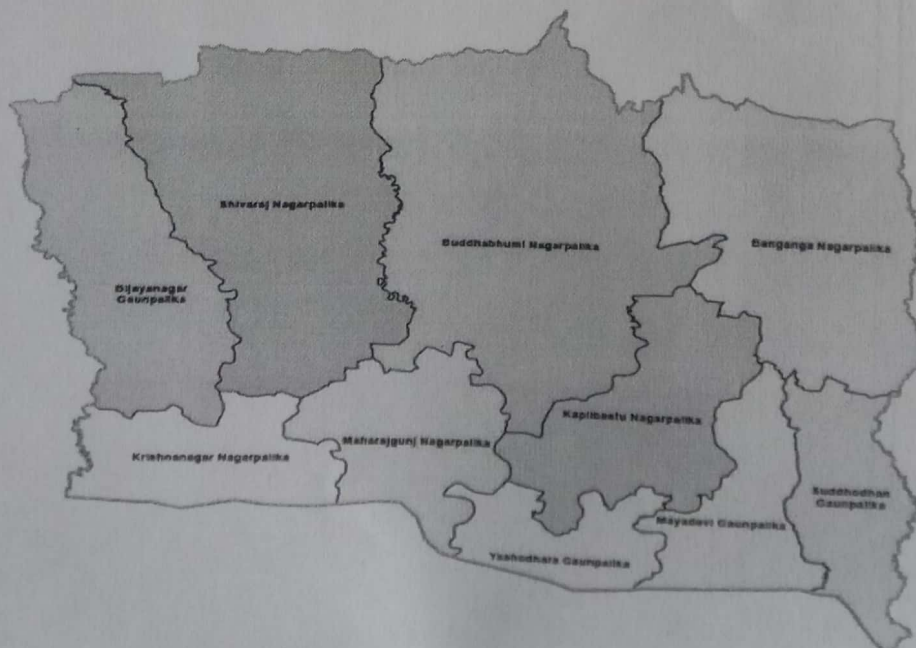 Shivaraj Nagarpalika
Buddhabhumi Nagarpalika
Banganga Nagarpalika
Bijayanagar
Gaunpalika
Kapilbastu Nagarpalika
Maharajgunj Nagarpalika
Krishnanagar Nagarpalika
Suddhodhan
Gaunpalika
Mayadevi Gaunpalika
Yashodhara Gaunpalika